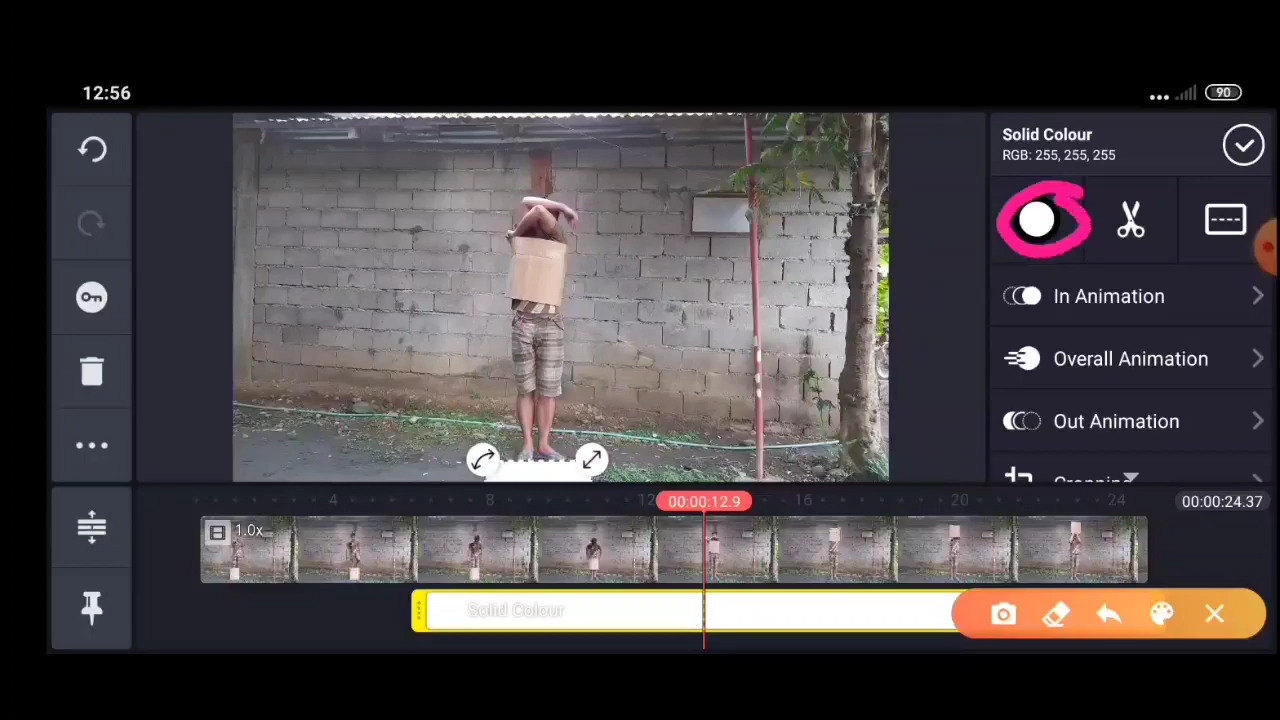 12:56
90
Solid Colour
RGB: 255, 255, 255
In Animation
Overall Animation
Out Animation
Cropping
4
8
12
00:00:12.9
16
20
24
00:00:24.37
1.0x
Solid Colour